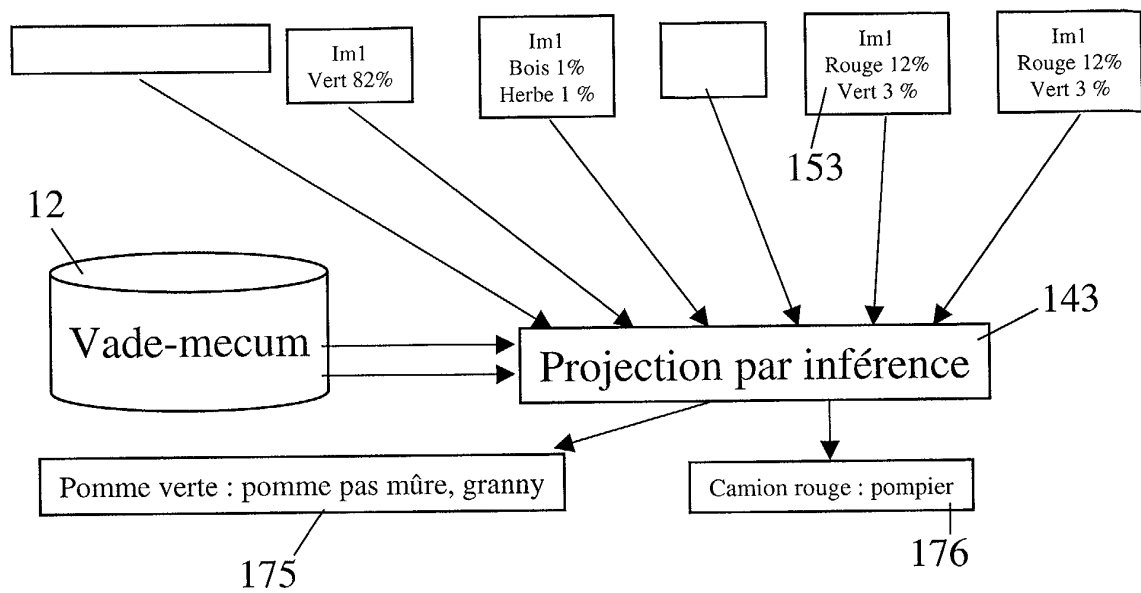 Im1
Vert 82%
Im1
Bois 1%
Herbe 1 %
Im1
Rouge 12%
Vert 3 %
Im1
Rouge 12%
Vert 3 %
153
12
143
Vade-mecum
Projection par inférence
Pomme verte : pomme pas mûre, granny
Camion rouge : pompier
175
176